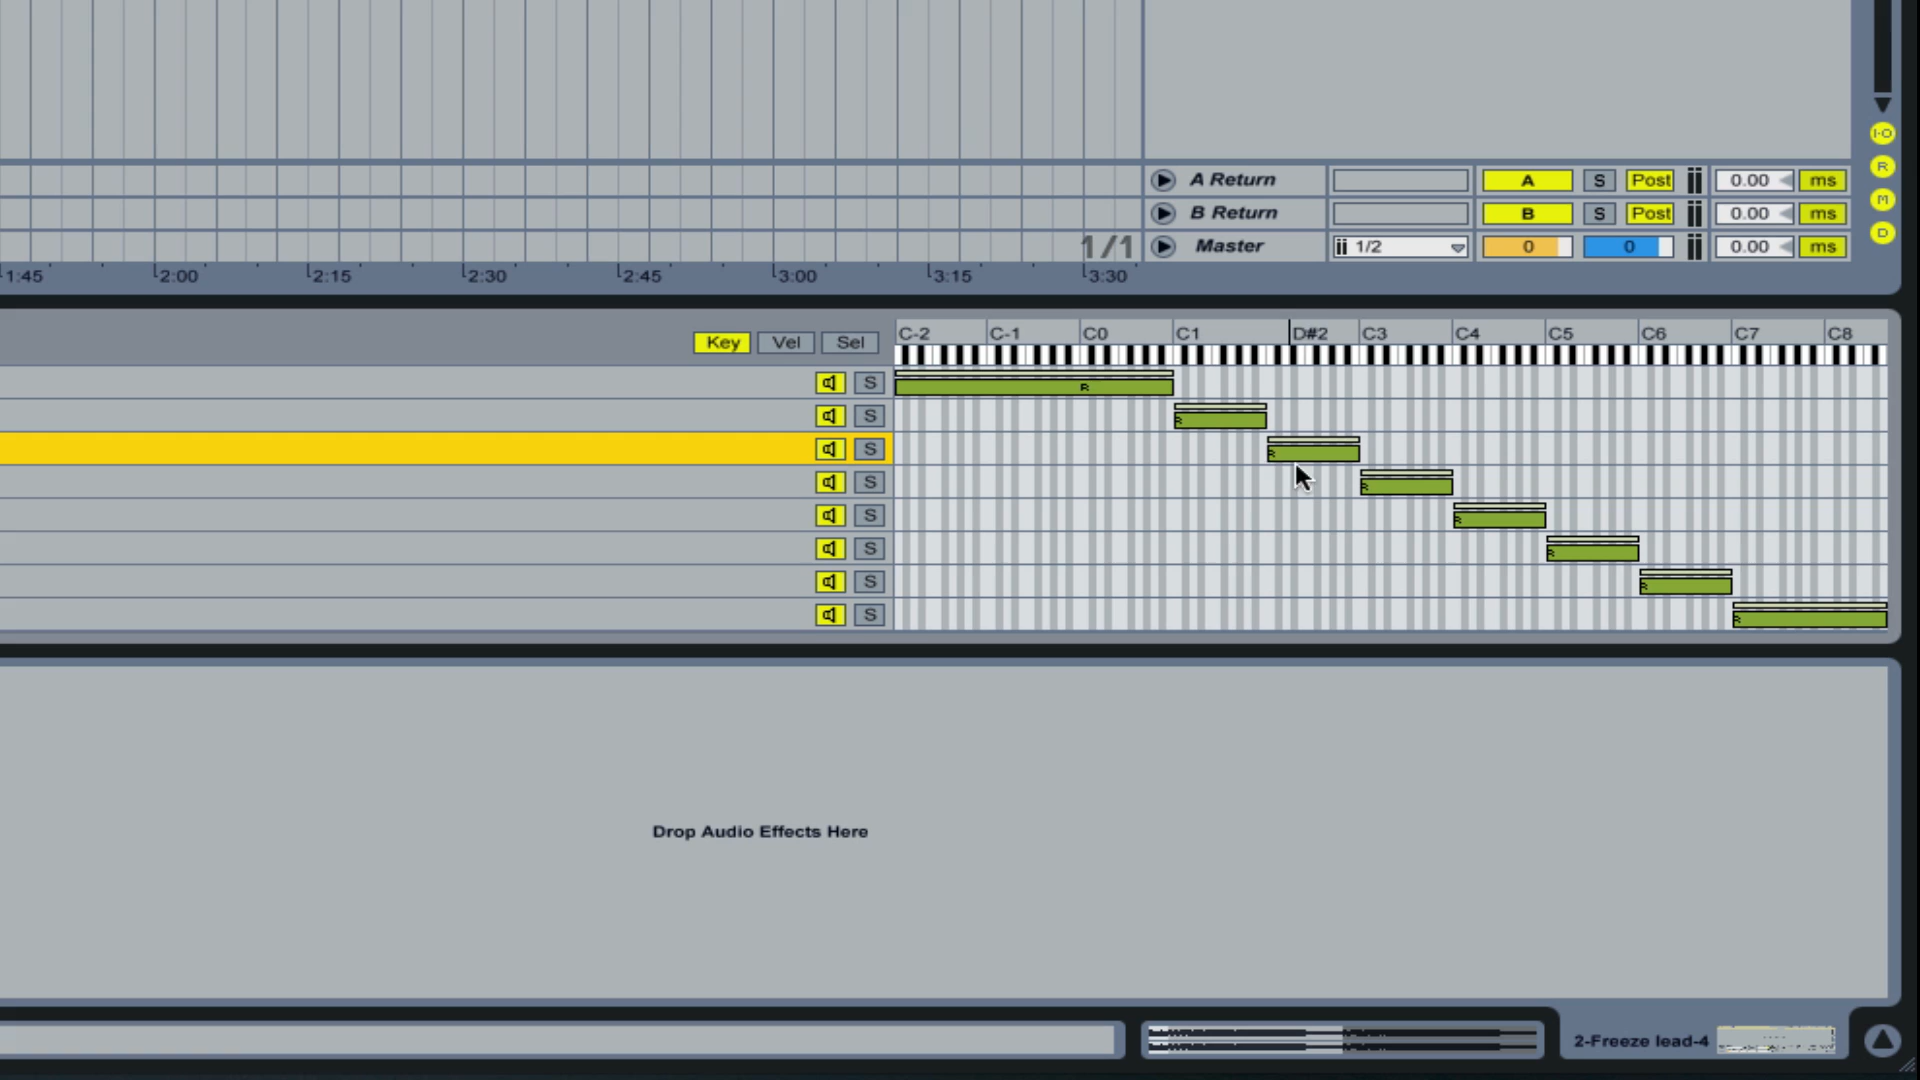 I-O
R
A Return A S Post 0.00 ms
M
B Return B S Post 0.00 ms
D
1/1 Master 1/2 0 0 0.00 ms
1:45 2:00 2:15 2:30 2:45 3:00 3:15 3:30
Key Vel Sel C-2 C-1 C0 C1 D#2 C3 C4 C5 C6 C7 C8
S R
S R
S R
S R
S R
S R
S R
S R
Drop Audio Effects Here
2-Freeze lead-4